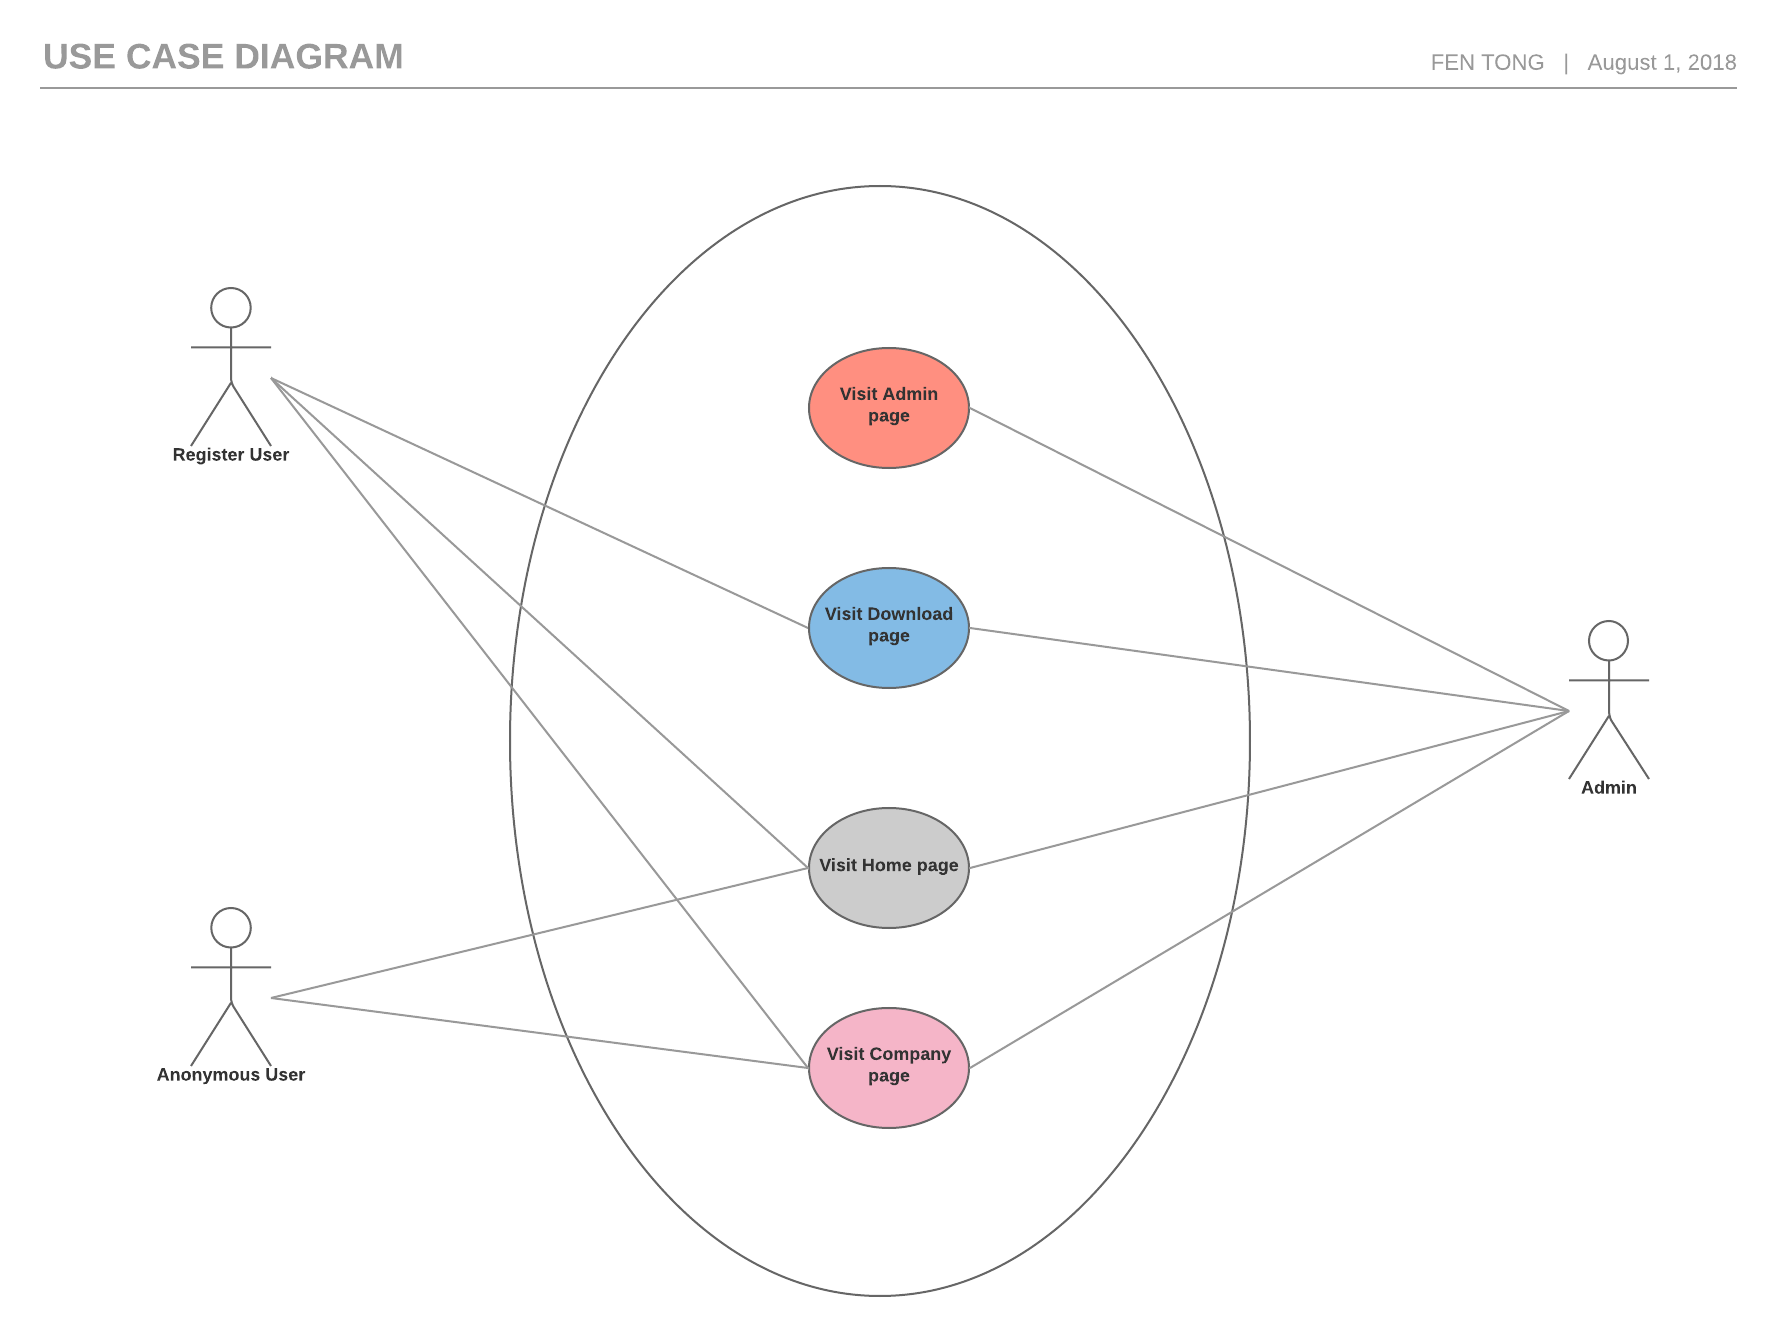 USE CASE DIAGRAM
FEN TONG | August 1, 2018
Register User
Visit Admin
page
Visit Download
page
Admin
Visit Home page
Anonymous User
Visit Company
page